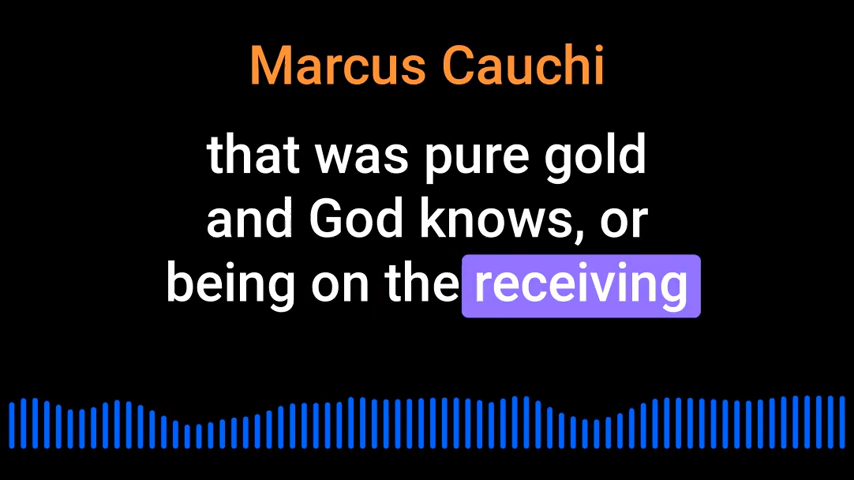 Marcus Cauchi
that was pure gold
and God knows, or
being on the receiving